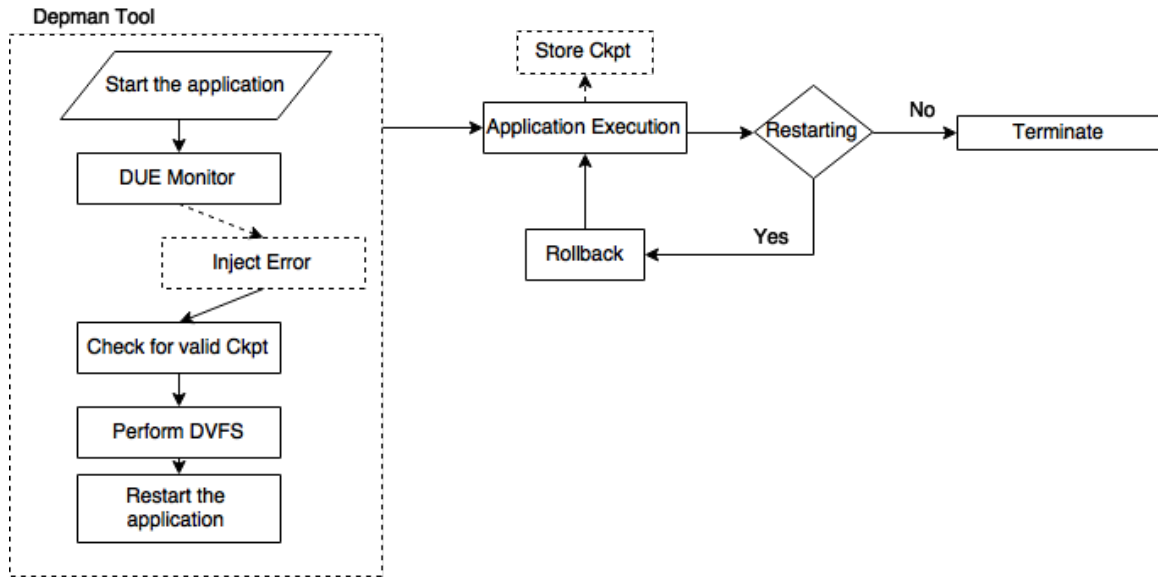 Depman Tool
Start the application
DUE Monitor
Inject Error
Check for valid Ckpt
Perform DVFS
Restart the
application
Store Ckpt
Application Execution
Restarting
No
Terminate
Yes
Rollback